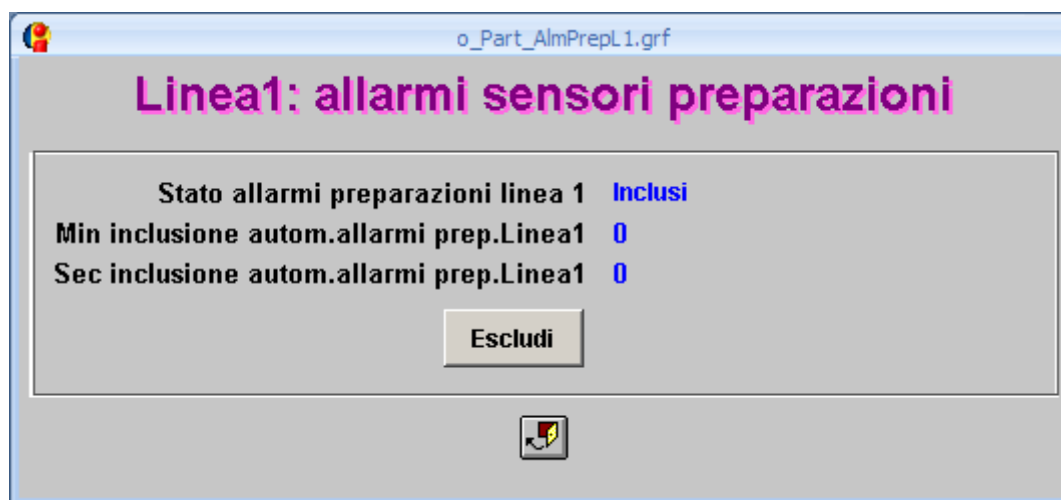 o_Part_AlmPrepL1.grf
Linea1: allarmi sensori preparazioni
Stato allarmi preparazioni linea 1 Inclusi
Min inclusione autom.allarmi prep.Linea1 0
Sec inclusione autom.allarmi prep.Linea1 0
Escludi